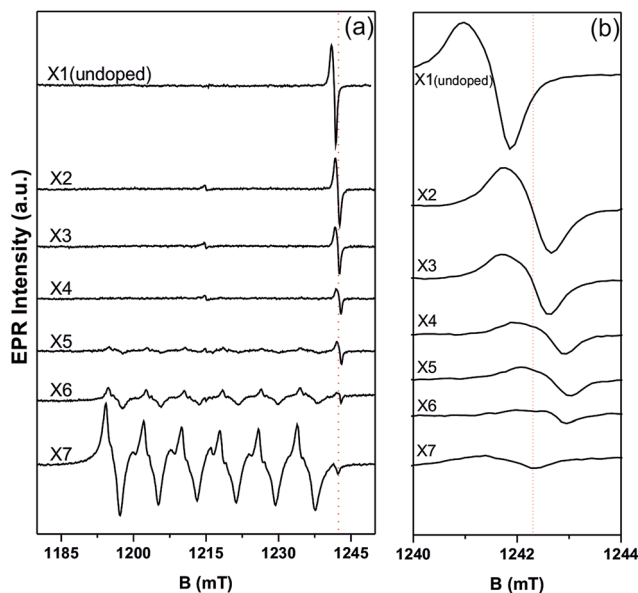 (a)
X1(undoped)
X2
X3
X4
X5
X6
X7
EPR Intensity (a.u.)
1185 1200 1215 1230 1245
B (mT)
(b)
X1(undoped)
X2
X3
X4
X5
X6
X7
1240 1242 1244
B (mT)